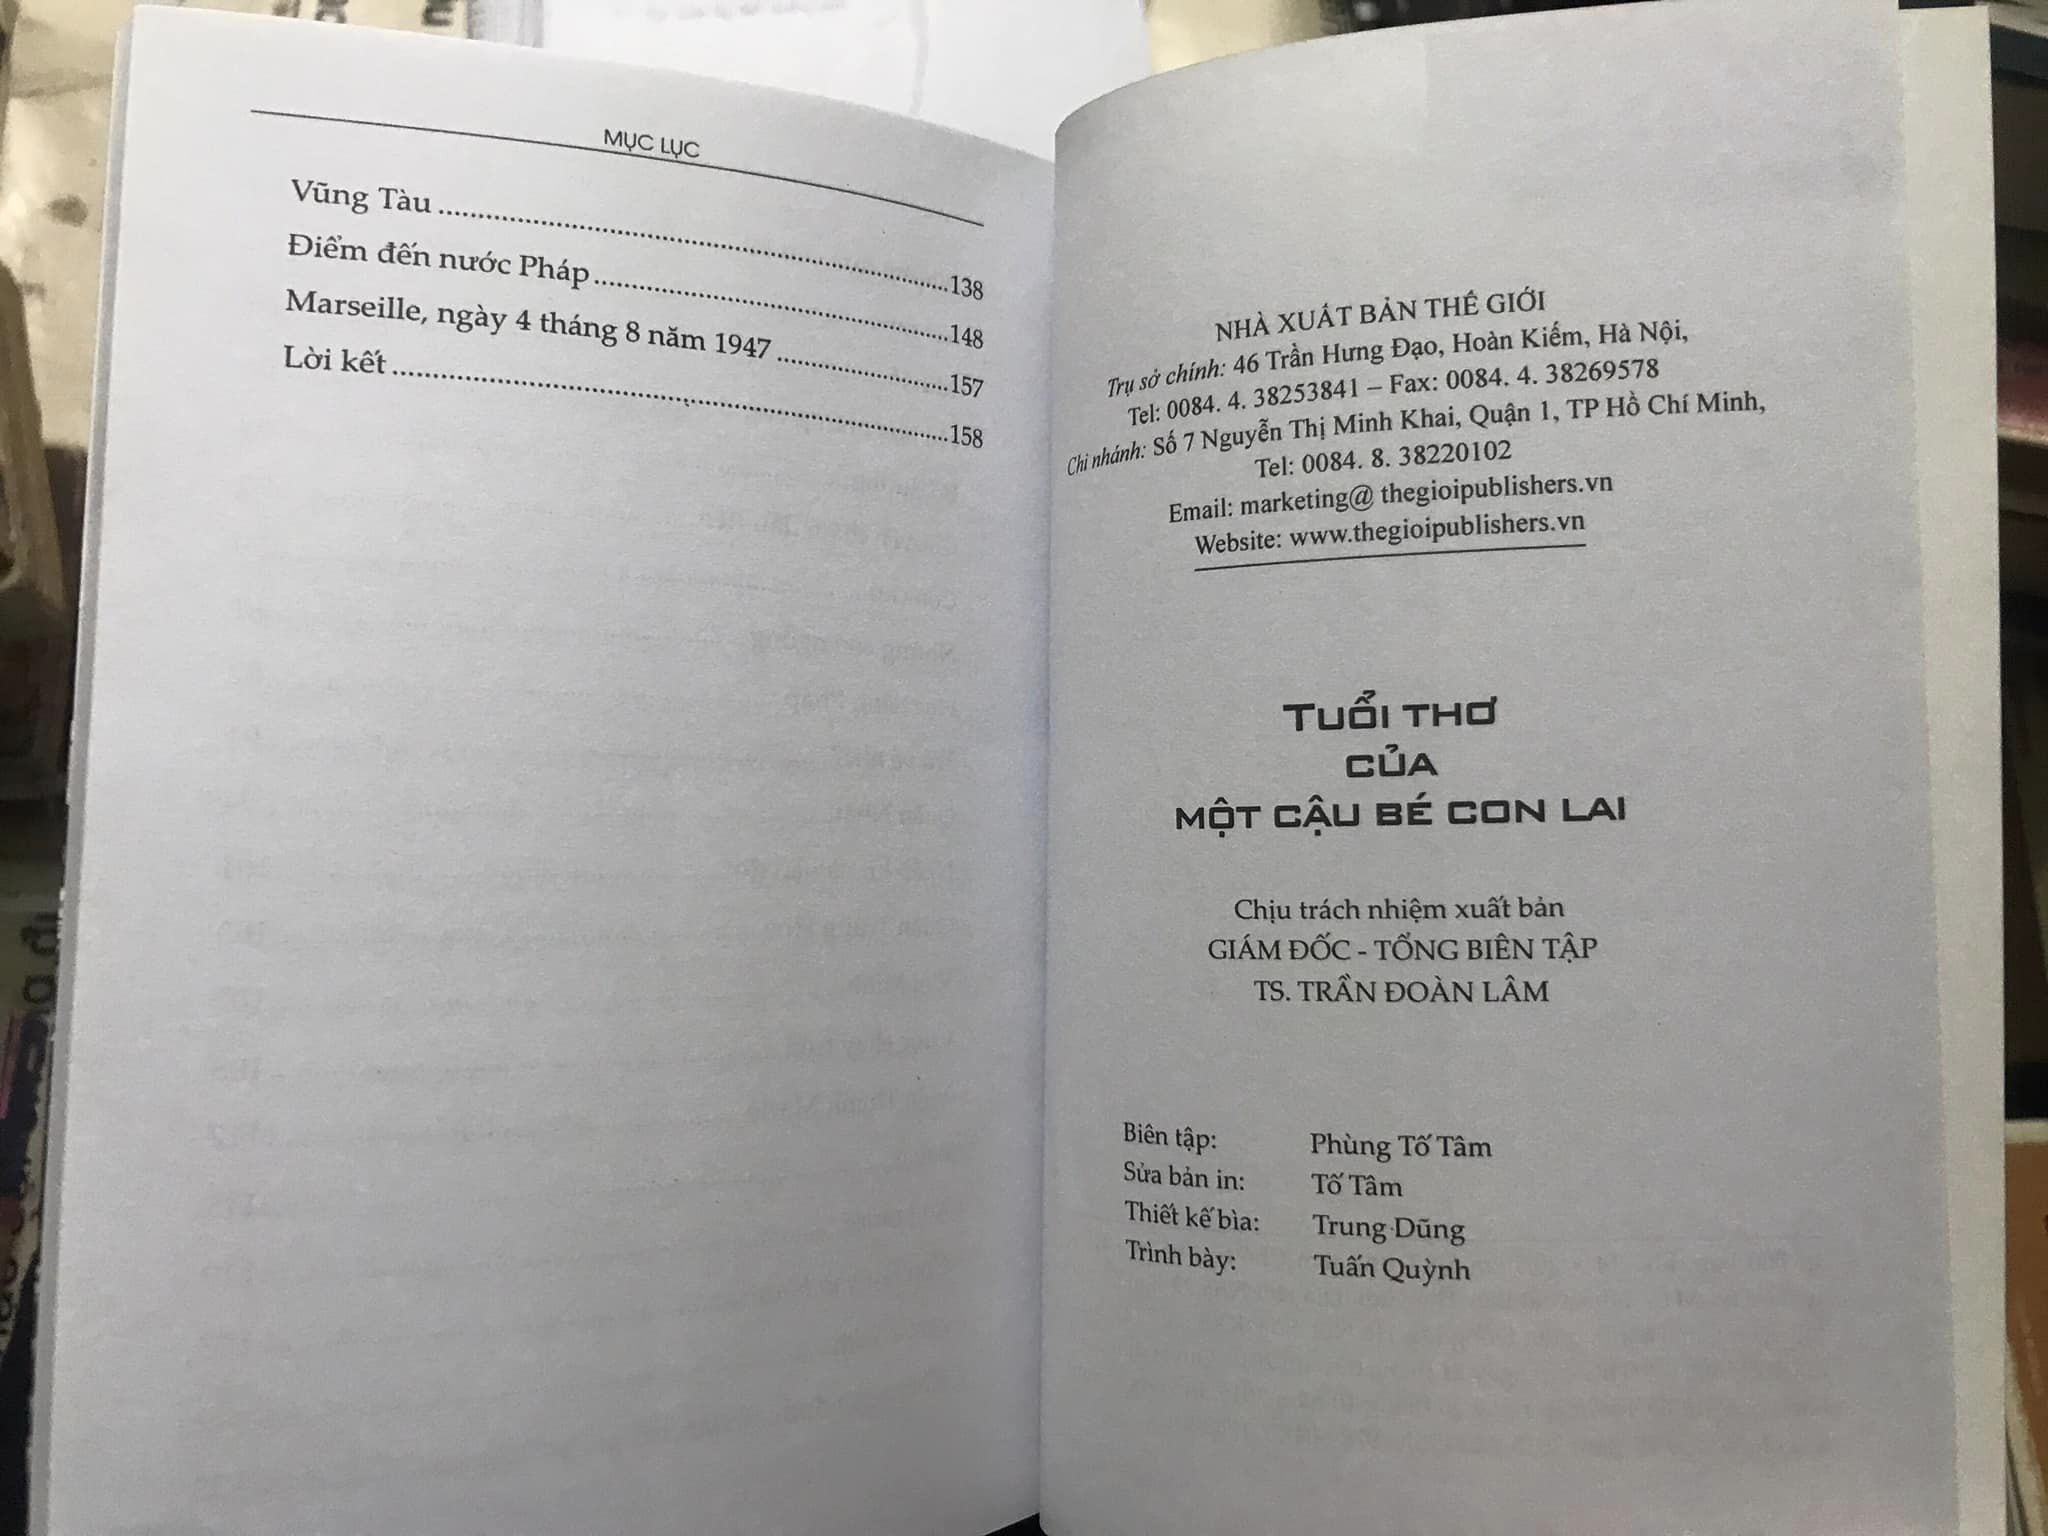 MỤC LỤC
Vũng Tàu ..................................................138
Điểm đến nước Pháp ..................................................148
Marseille, ngày 4 tháng 8 năm 1947 ..................................................157
Lời kết ..................................................158
NHÀ XUẤT BẢN THẾ GIỚI
Trụ sở chính: 46 Trần Hưng Đạo, Hoàn Kiếm, Hà Nội,
Tel: 0084. 4. 38253841 – Fax: 0084. 4. 38269578
Chi nhánh: Số 7 Nguyễn Thị Minh Khai, Quận 1, TP Hồ Chí Minh,
Tel: 0084. 8. 38220102
Email: marketing@ thegioipublishers.vn
Website: www.thegioipublishers.vn
TUỔI THƠ
CỦA
MỘT CẬU BÉ CON LAI
Chịu trách nhiệm xuất bản
GIÁM ĐỐC - TỔNG BIÊN TẬP
TS. TRẦN ĐOÀN LÂM
Biên tập: Phùng Tố Tâm
Sửa bản in: Tố Tâm
Thiết kế bìa: Trung Dũng
Trình bày: Tuấn Quỳnh